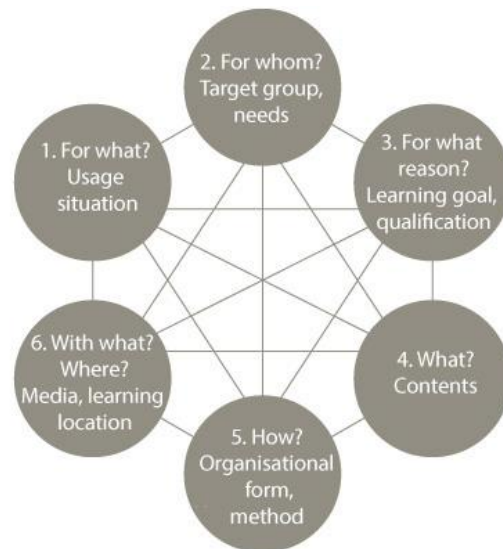 1. For what?
Usage
situation
2. For whom?
Target group,
needs
3. For what
reason?
Learning goal,
qualification
4. What?
Contents
5. How?
Organisational
form,
method
6. With what?
Where?
Media, learning
location